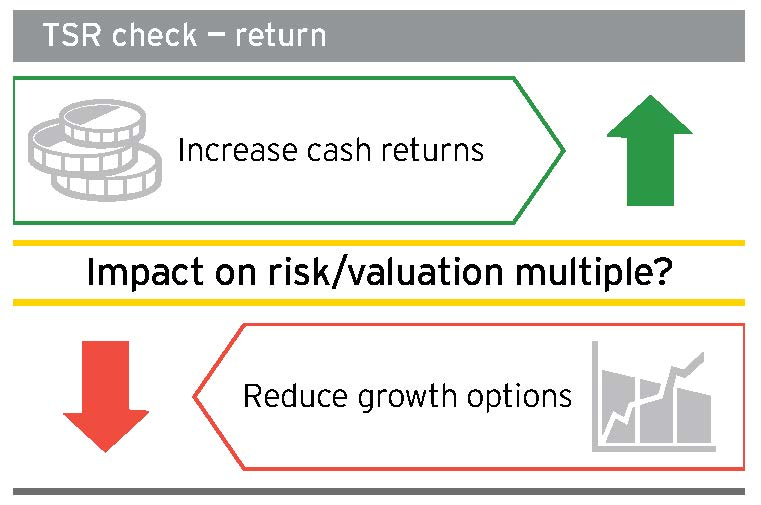 TSR check – return
Increase cash returns
Impact on risk/valuation multiple?
Reduce growth options